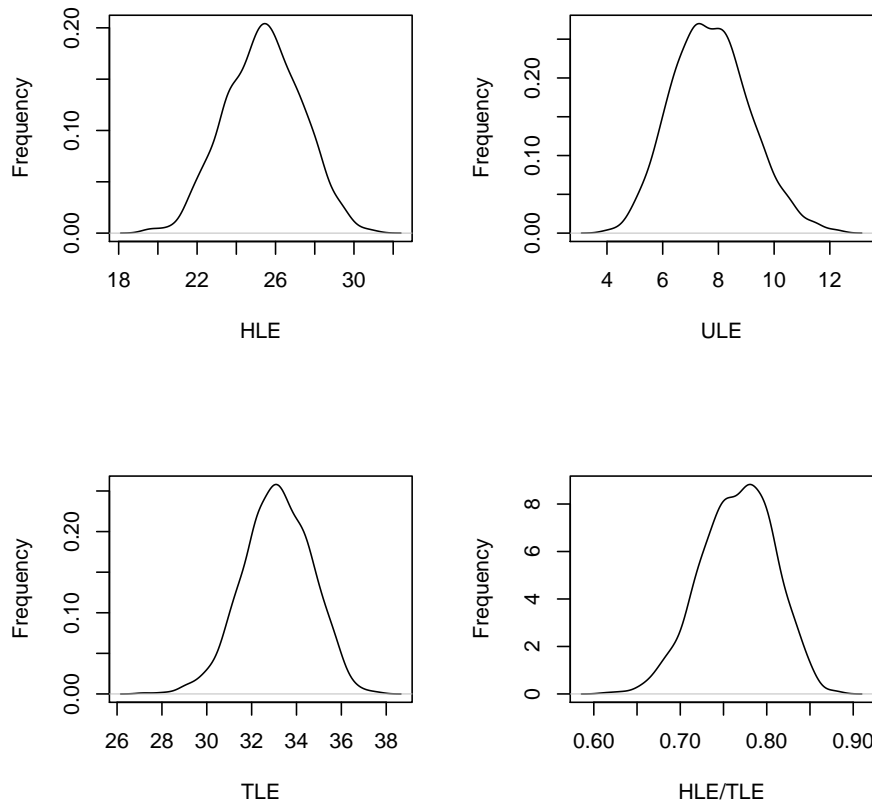 Frequency
0.00 0.10 0.20
18 22 26 30
HLE
Frequency
0.00 0.10 0.20
4 6 8 10 12
ULE
Frequency
0.00 0.10 0.20
26 28 30 32 34 36 38
TLE
Frequency
0 2 4 6 8
0.60 0.70 0.80 0.90
HLE/TLE